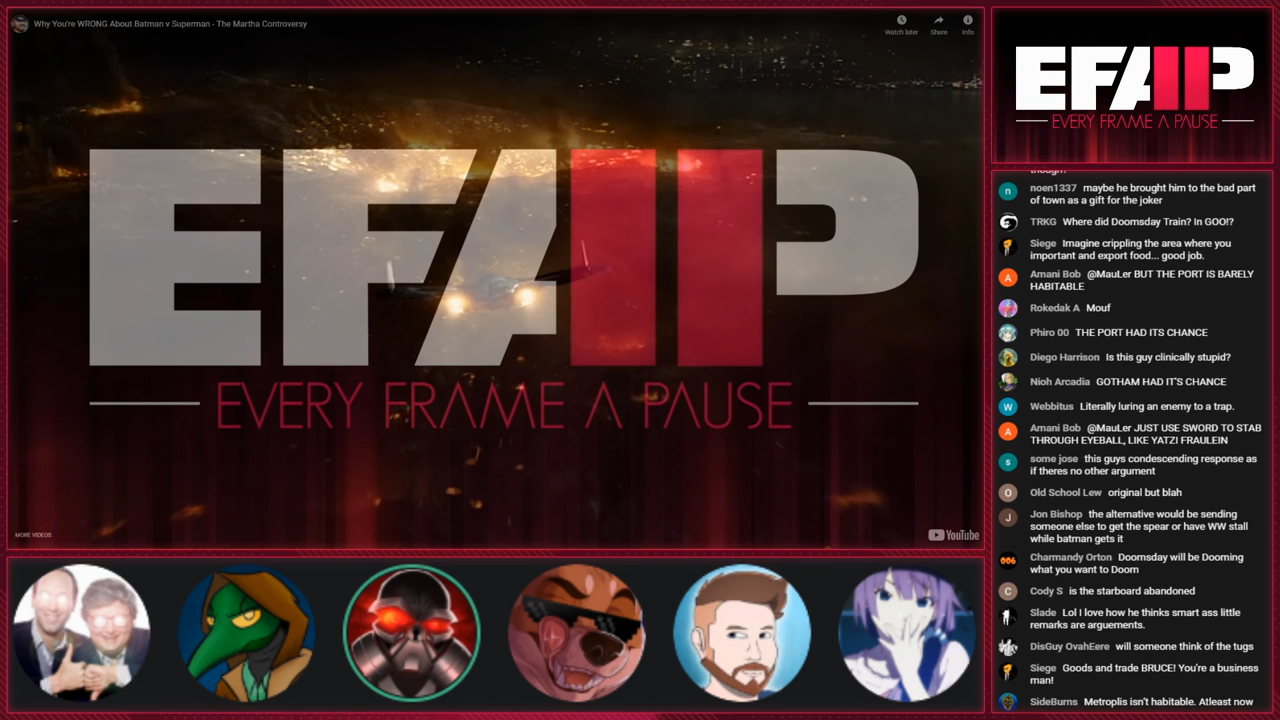 Why You're WRONG About Batman v Superman - The Martha Controversy
Watch later
Share
Info
EFAP
EVERY FRAME A PAUSE
MORE VIDEOS
YouTube
EFAP
EVERY FRAME A PAUSE
though?
noen1337 maybe he brought him to the bad part
of town as a gift for the joker
TRKG Where did Doomsday Train? In GOO!?
Siege Imagine crippling the area where you
important and export food... good job.
Amani Bob @MauLer BUT THE PORT IS BARELY
HABITABLE
Rokedak A Mouf
Phiro 00 THE PORT HAD ITS CHANCE
Diego Harrison Is this guy clinically stupid?
Nioh Arcadia GOTHAM HAD IT'S CHANCE
Webbitus Literally luring an enemy to a trap.
Amani Bob @MauLer JUST USE SWORD TO STAB
THROUGH EYEBALL, LIKE YATZI FRAULEIN
some jose this guys condescending response as
if theres no other argument
Old School Lew original but blah
Jon Bishop the alternative would be sending
someone else to get the spear or have WW stall
while batman gets it
Charmandy Orton Doomsday will be Dooming
what you want to Doom
Cody S is the starboard abandoned
Slade Lol I love how he thinks smart ass little
remarks are arguements.
DisGuy OvahEere will someone think of the tugs
Siege Goods and trade BRUCE! You're a business
man!
SideBurns Metroplis isn't habitable. Atleast now
n
A
W
A
s
O
J
C